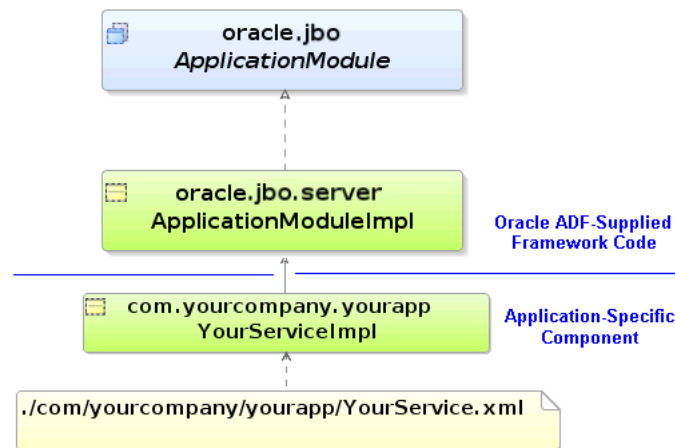 oracle.jbo
ApplicationModule
oracle.jbo.server
ApplicationModuleImpl
Oracle ADF-Supplied
Framework Code
com.yourcompany.yourapp
YourServiceImpl
Application-Specific
Component
./com/yourcompany/yourapp/YourService.xml